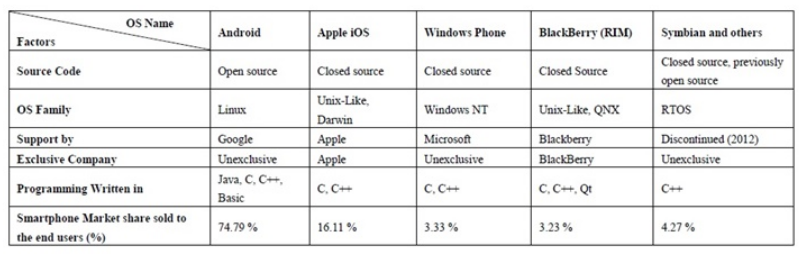 OS Name
Factors
Android
Apple iOS
Windows Phone
BlackBerry (RIM)
Symbian and others
Source Code
Open source
Closed source
Closed source
Closed Source
Closed source, previously
open source
OS Family
Linux
Unix-Like,
Darwin
Windows NT
Unix-Like, QNX
RTOS
Support by
Google
Apple
Microsoft
Blackberry
Discontinued (2012)
Exclusive Company
Unexclusive
Apple
Unexclusive
BlackBerry
Unexclusive
Programming Written in
Java, C, C++,
Basic
C, C++
C, C++
C, C++, Qt
C++
Smartphone Market share sold to
the end users (%)
74.79 %
16.11 %
3.33 %
3.23 %
4.27 %